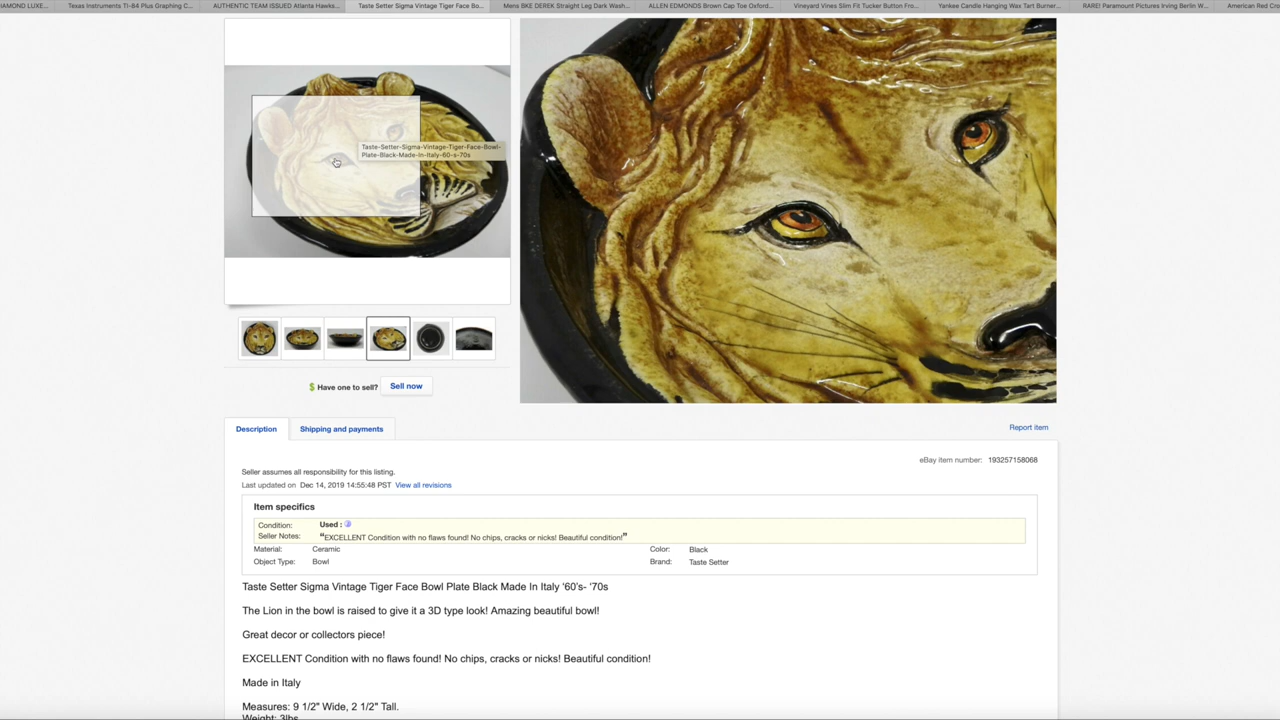 AMOND LUXE...
Texas Instruments TI-84 Plus Graphing C...
AUTHENTIC TEAM ISSUED Atlanta Hawks...
Taste Setter Sigma Vintage Tiger Face Bo...
Mens BKE DEREK Straight Leg Dark Wash...
ALLEN EDMONDS Brown Cap Toe Oxford...
Vineyard Vines Slim Fit Tucker Button Fro...
Yankee Candle Hanging Wax Tart Burner...
RARE! Paramount Pictures Irving Berlin W...
American Red Cro
Taste-Setter-Sigma-Vintage-Tiger-Face-Bowl-
Plate-Black-Made-in-Italy-60-s-70s
$ Have one to sell? Sell now
Description
Shipping and payments
Report item
eBay item number: 193257158068
Seller assumes all responsibility for this listing.
Last updated on Dec 14, 2019 14:55:48 PST View all revisions
Item specifics
Condition: Used :
Seller Notes: “EXCELLENT Condition with no flaws found! No chips, cracks or nicks! Beautiful condition!”
Material: Ceramic Color: Black
Object Type: Bowl Brand: Taste Setter
Taste Setter Sigma Vintage Tiger Face Bowl Plate Black Made In Italy '60's- '70s
The Lion in the bowl is raised to give it a 3D type look! Amazing beautiful bowl!
Great decor or collectors piece!
EXCELLENT Condition with no flaws found! No chips, cracks or nicks! Beautiful condition!
Made in Italy
Measures: 9 1/2" Wide, 2 1/2" Tall.
Weight: 3lbs